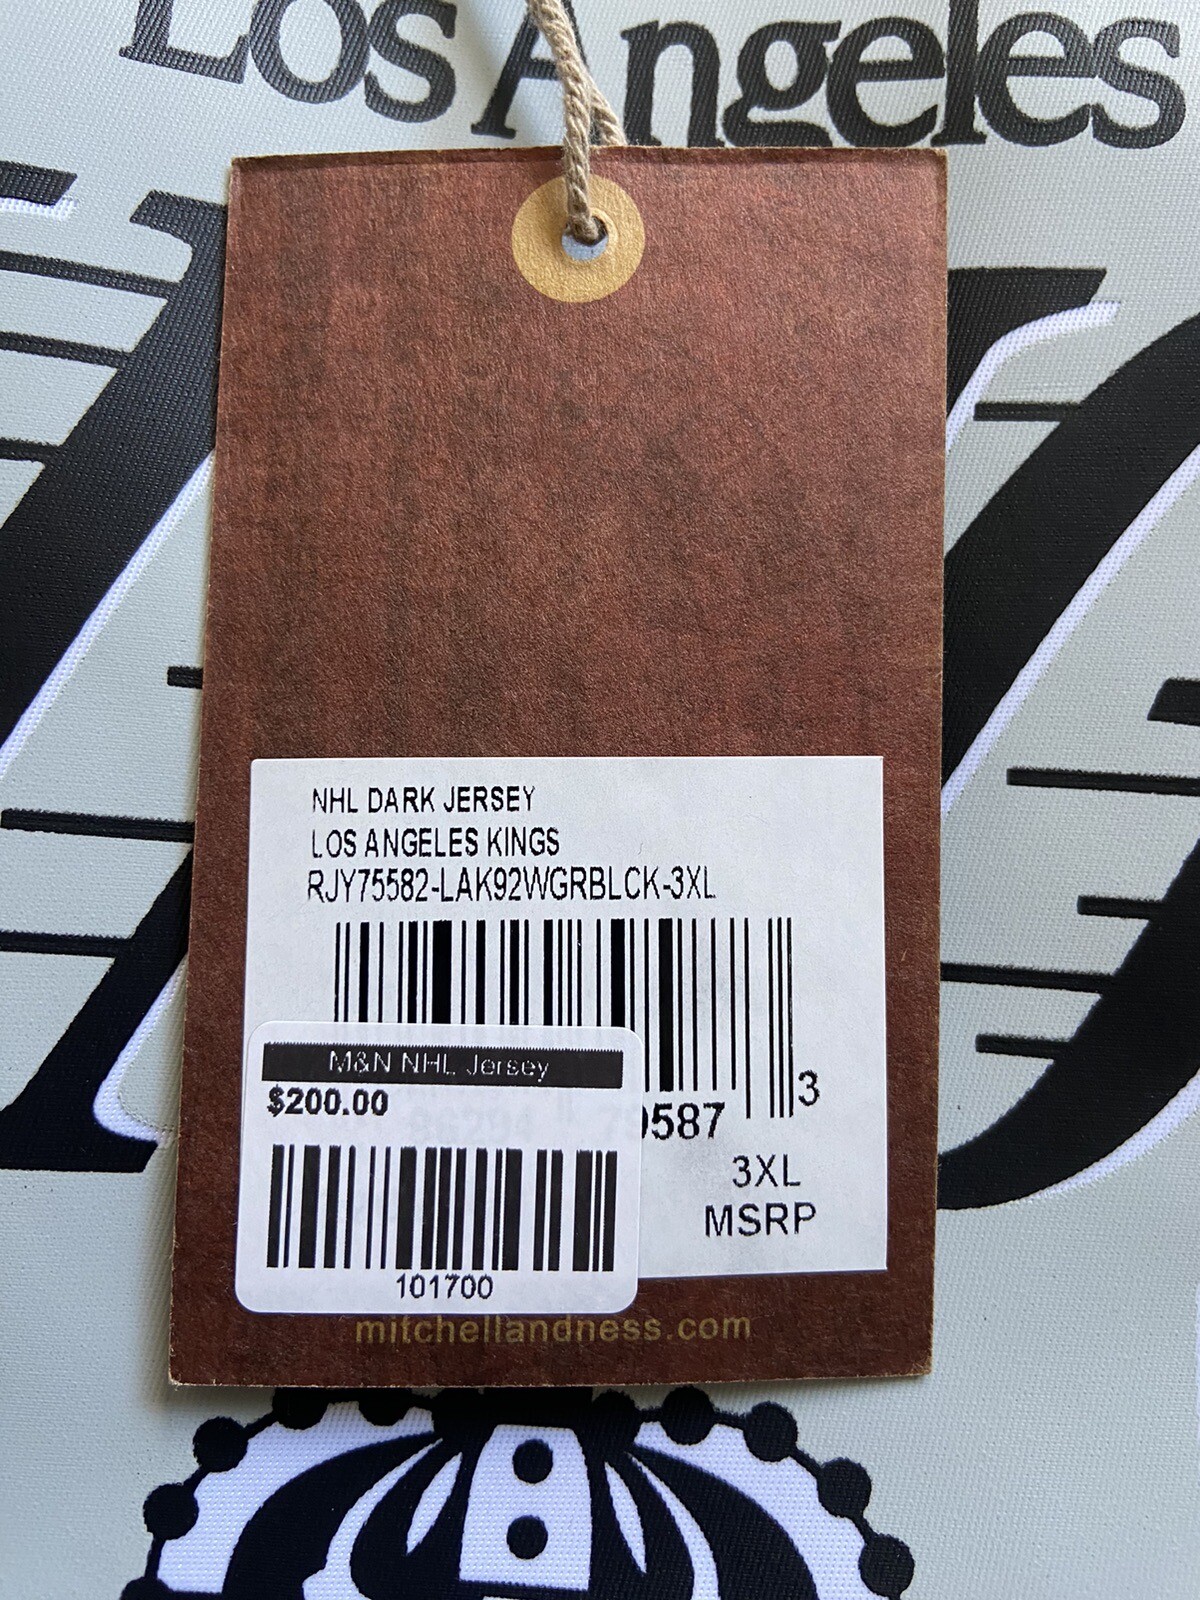 Los Angeles
NHL DARK JERSEY
LOS ANGELES KINGS
RJY75582-LAK92WGRBLCK-3XL
M&N NHL Jersey
$200.00
3
3XL
MSRP
101700
mitchellandness.com